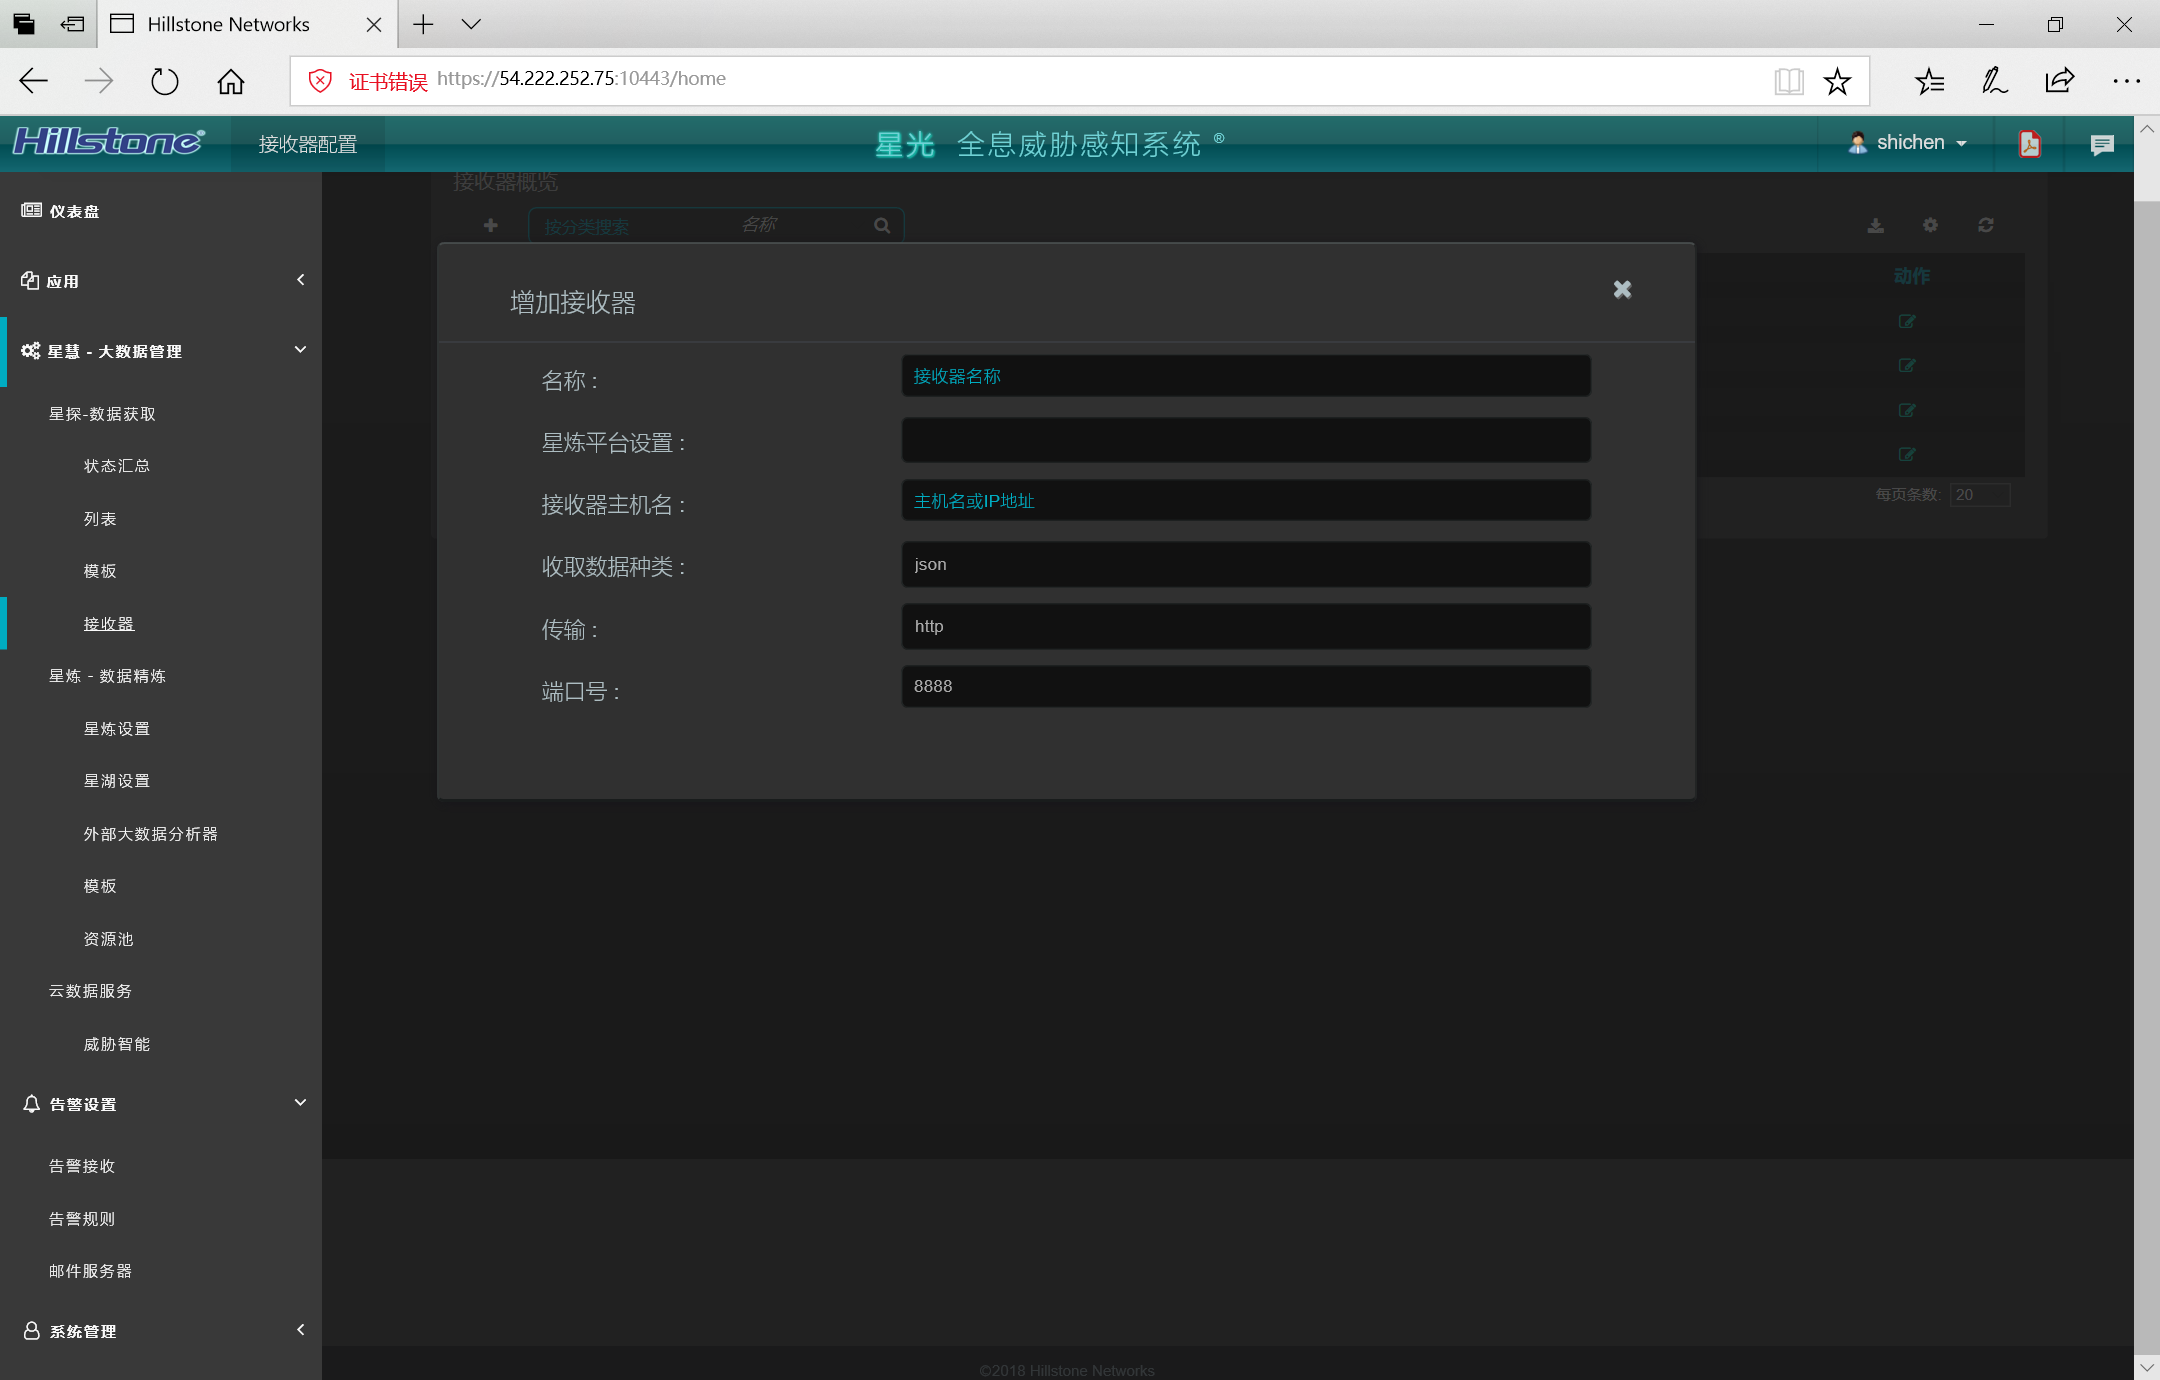 Hillstone Networks
证书错误 https://54.222.252.75:10443/home
Hillstone®
接收器配置
星光 全息威胁感知系统 ®
shichen
仪表盘
应用
星慧 - 大数据管理
星探-数据获取
状态汇总
列表
模板
接收器
星炼 - 数据精炼
星炼设置
星湖设置
外部大数据分析器
模板
资源池
云数据服务
威胁智能
告警设置
告警接收
告警规则
邮件服务器
系统管理
接收器概览
按分类搜索 名称
动作
每页条数: 20
增加接收器
名称 : 接收器名称
星炼平台设置 :
接收器主机名 : 主机名或IP地址
收取数据种类 : json
传输 : http
端口号 : 8888
©2018 Hillstone Networks